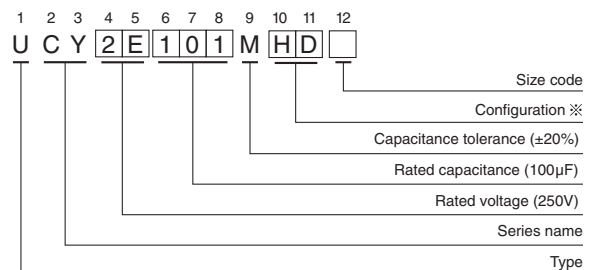 1 2 3 4 5 6 7 8 9 10 11 12
U C Y 2 E 1 0 1 M H D
Size code
Configuration ※
Capacitance tolerance (±20%)
Rated capacitance (100µF)
Rated voltage (250V)
Series name
Type